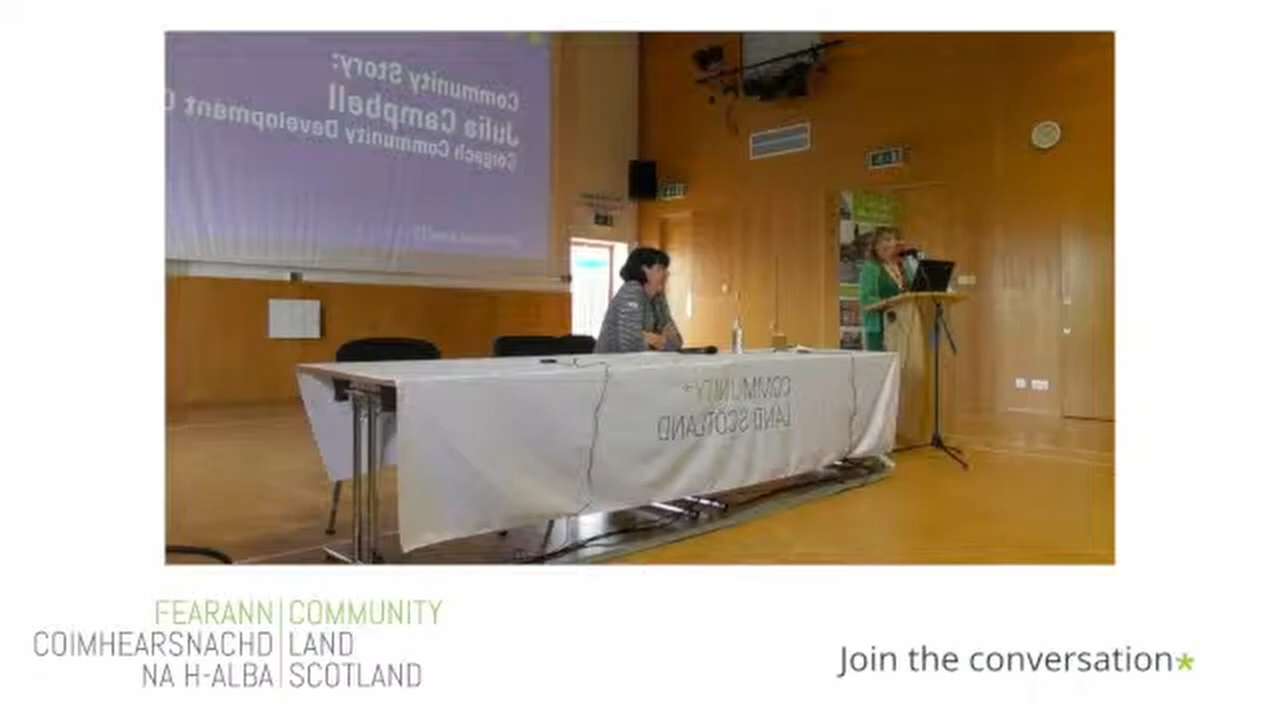 Community Story:
Julia Campbell
Coigach Community Development C
COMMUNITY*
LAND SCOTLAND
FEARANN COMMUNITY
COIMHEARSNACHD LAND
NA H-ALBA SCOTLAND
Join the conversation*